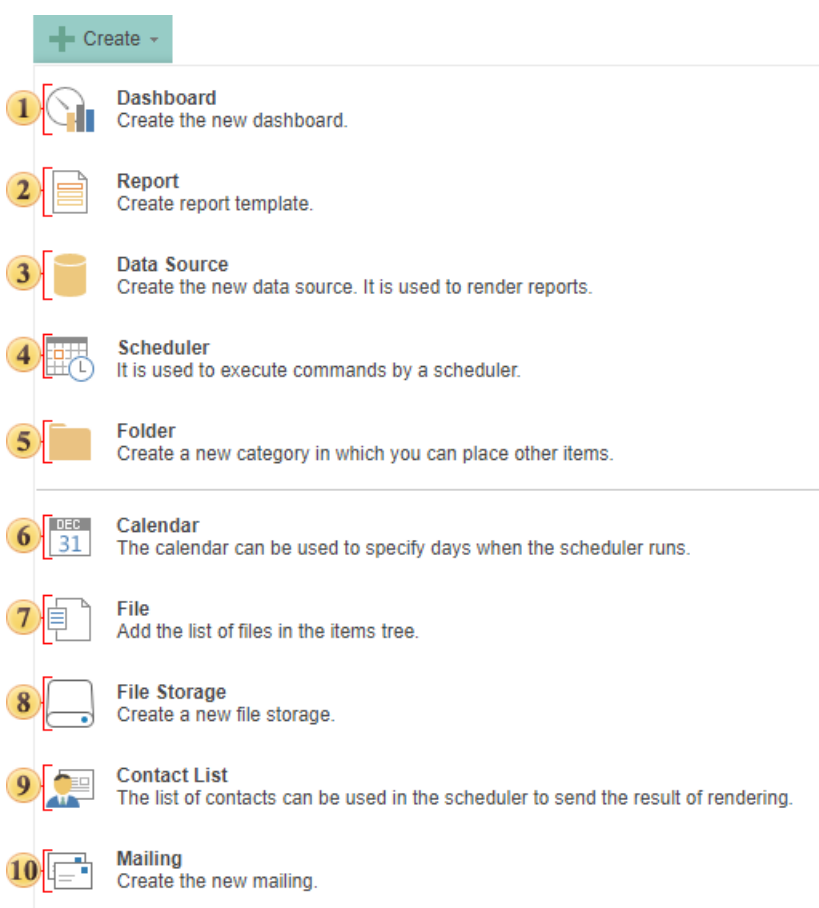 Create
1
Dashboard
Create the new dashboard.
2
Report
Create report template.
3
Data Source
Create the new data source. It is used to render reports.
4
Scheduler
It is used to execute commands by a scheduler.
5
Folder
Create a new category in which you can place other items.
6
DEC
31
Calendar
The calendar can be used to specify days when the scheduler runs.
7
File
Add the list of files in the items tree.
8
File Storage
Create a new file storage.
9
Contact List
The list of contacts can be used in the scheduler to send the result of rendering.
10
Mailing
Create the new mailing.